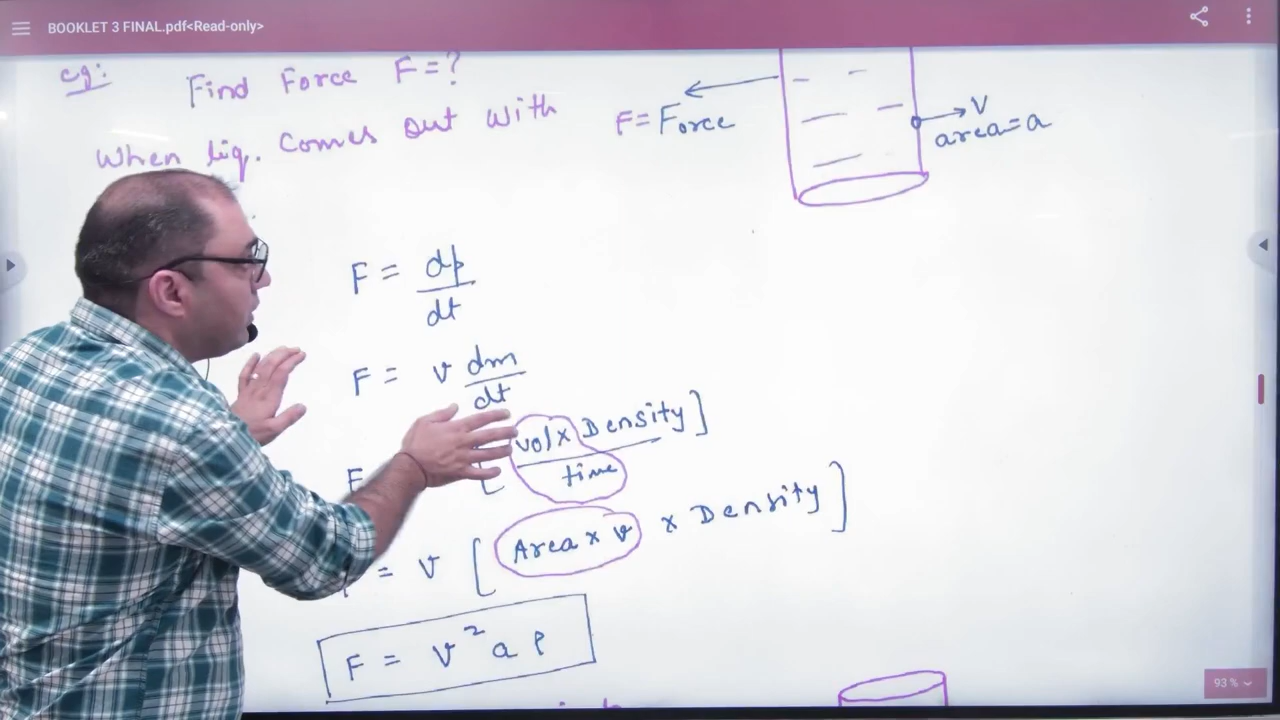 BOOKLET 3 FINAL.pdf<Read-only>
eg: Find Force F=?
When liq. Comes out with
F= Force
V
area=a
F = dp/dt
F = v dm/dt
F [vol x Density / time]
F = v [Area x v x Density]
F = V² a ρ
93%